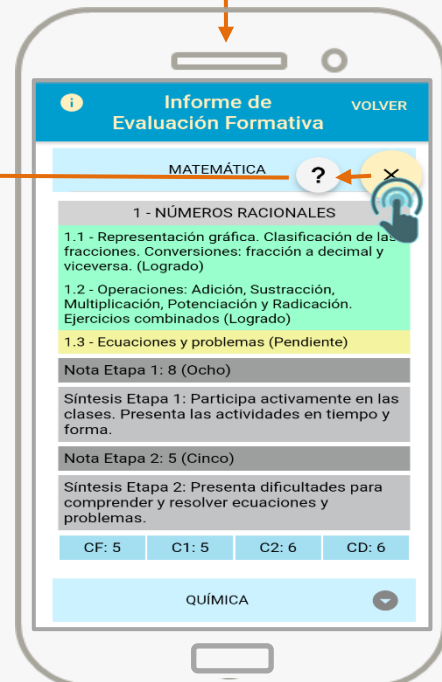 i
Informe de
Evaluación Formativa
VOLVER
MATEMÁTICA
?
×
1 - NÚMEROS RACIONALES
1.1 - Representación gráfica. Clasificación de las
fracciones. Conversiones: fracción a decimal y
viceversa. (Logrado)
1.2 - Operaciones: Adición, Sustracción,
Multiplicación, Potenciación y Radicación.
Ejercicios combinados (Logrado)
1.3 - Ecuaciones y problemas (Pendiente)
Nota Etapa 1: 8 (Ocho)
Síntesis Etapa 1: Participa activamente en las
clases. Presenta las actividades en tiempo y
forma.
Nota Etapa 2: 5 (Cinco)
Síntesis Etapa 2: Presenta dificultades para
comprender y resolver ecuaciones y
problemas.
CF: 5 C1: 5 C2: 6 CD: 6
QUÍMICA